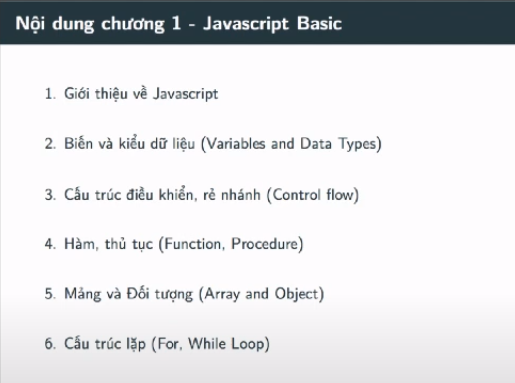 Nội dung chương 1 - Javascript Basic
1. Giới thiệu về Javascript
2. Biến và kiểu dữ liệu (Variables and Data Types)
3. Cấu trúc điều khiển, rẻ nhánh (Control flow)
4. Hàm, thủ tục (Function, Procedure)
5. Mảng và Đối tượng (Array and Object)
6. Cấu trúc lặp (For, While Loop)